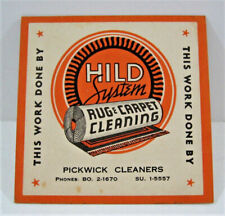 THIS WORK DONE BY
HILD
System
RUG & CARPET
CLEANING
THIS WORK DONE BY
PICKWICK CLEANERS
PHONES: BO. 2-1670 SU. 1-5557